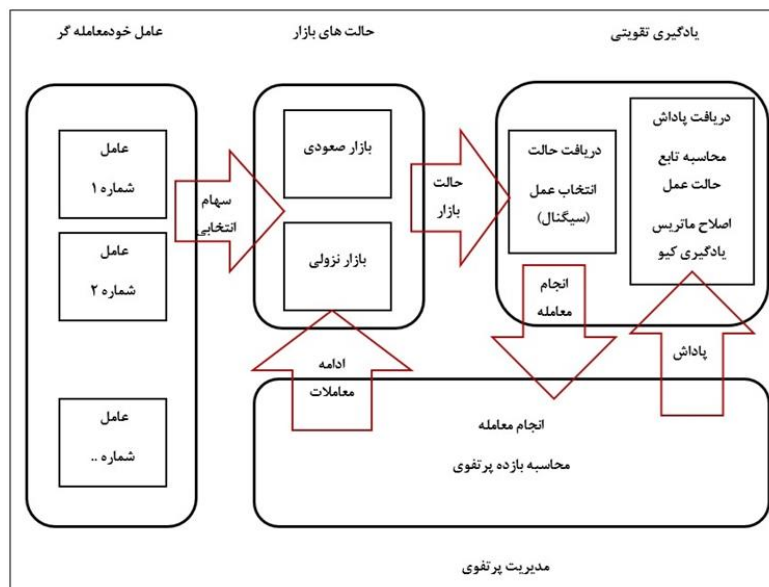 یادگیری تقویتی
حالت های بازار
عامل خودمعامله گر
دریافت پاداش
محاسبه تابع
حالت عمل
اصلاح ماتریس
یادگیری کیو
دریافت حالت
انتخاب عمل
(سیگنال)
حالت
بازار
بازار صعودی
بازار نزولی
سهام
انتخابی
عامل
شماره ۱
عامل
شماره ۲
عامل
شماره ..
انجام
معامله
پاداش
ادامه
معاملات
انجام معامله
محاسبه بازده پرتفوی
مدیریت پرتفوی